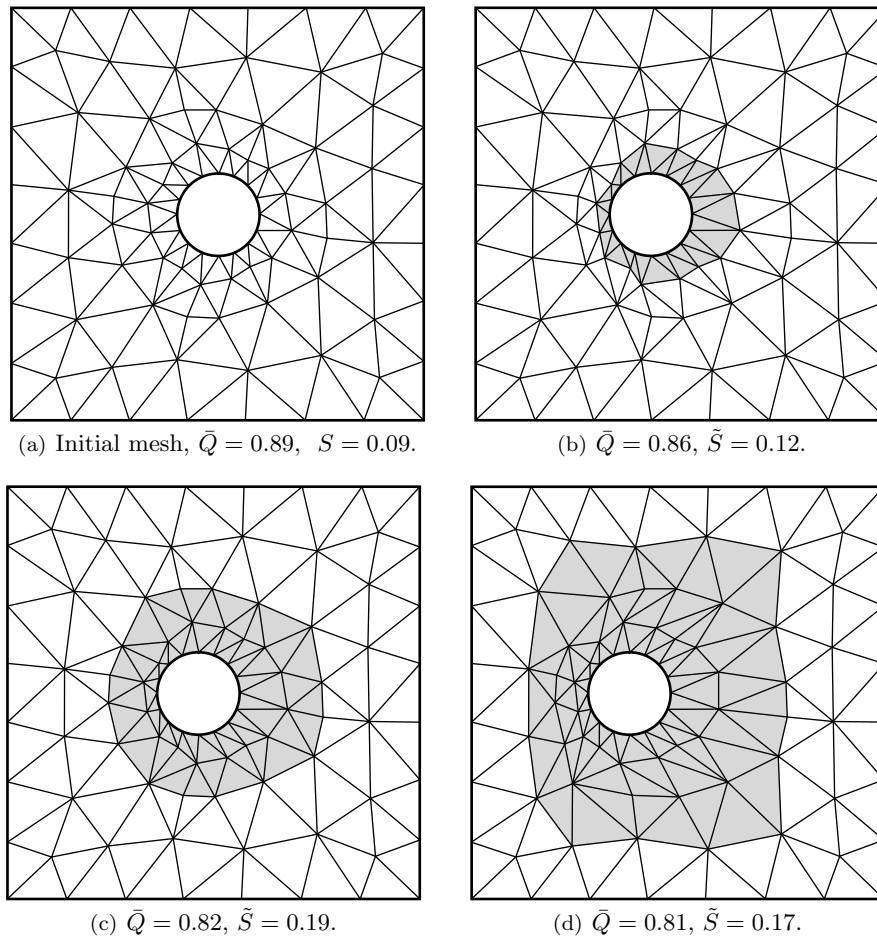 (a) Initial mesh, Q̄ = 0.89, S = 0.09.
(b) Q̄ = 0.86, S̃ = 0.12.
(c) Q̄ = 0.82, S̃ = 0.19.
(d) Q̄ = 0.81, S̃ = 0.17.